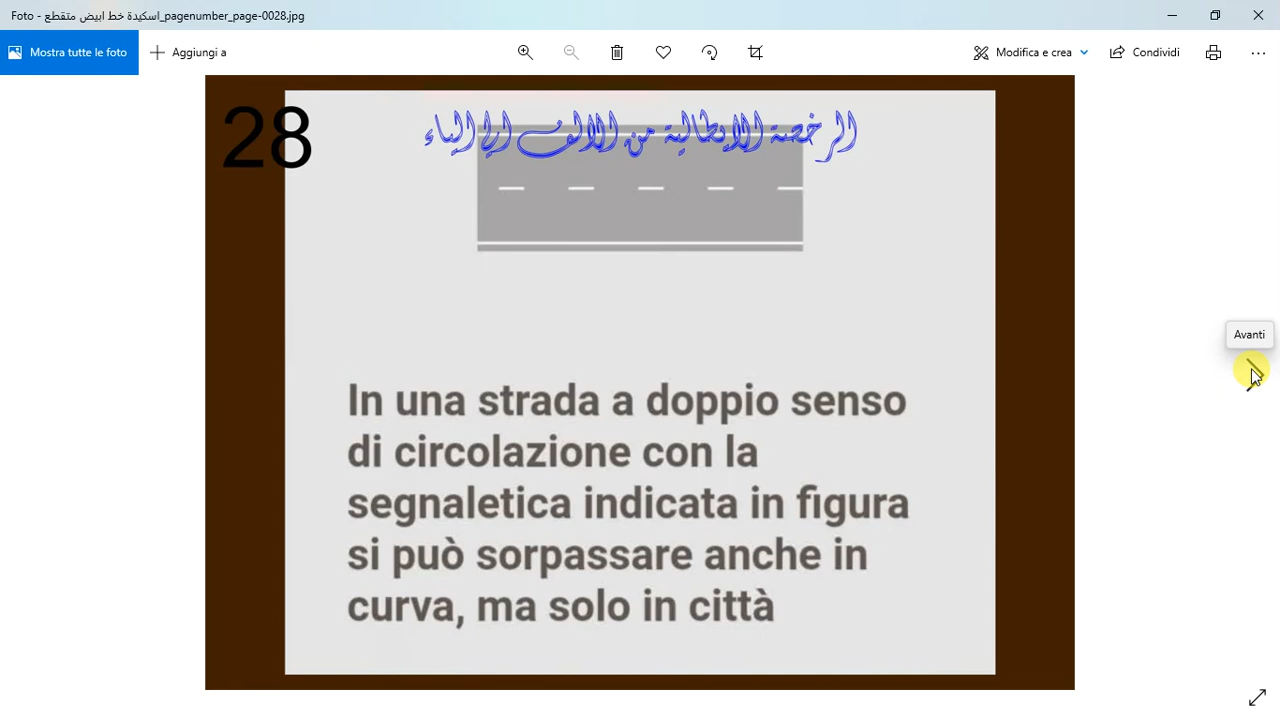 Foto - اسكيدة خط ابيض متقطع_pagenumber_page-0028.jpg
Mostra tutte le foto
Aggiungi a
Modifica e crea
Condividi
28
الرخصة الايطالية من الالف الى الياء
Avanti
In una strada a doppio senso
di circolazione con la
segnaletica indicata in figura
si può sorpassare anche in
curva, ma solo in città